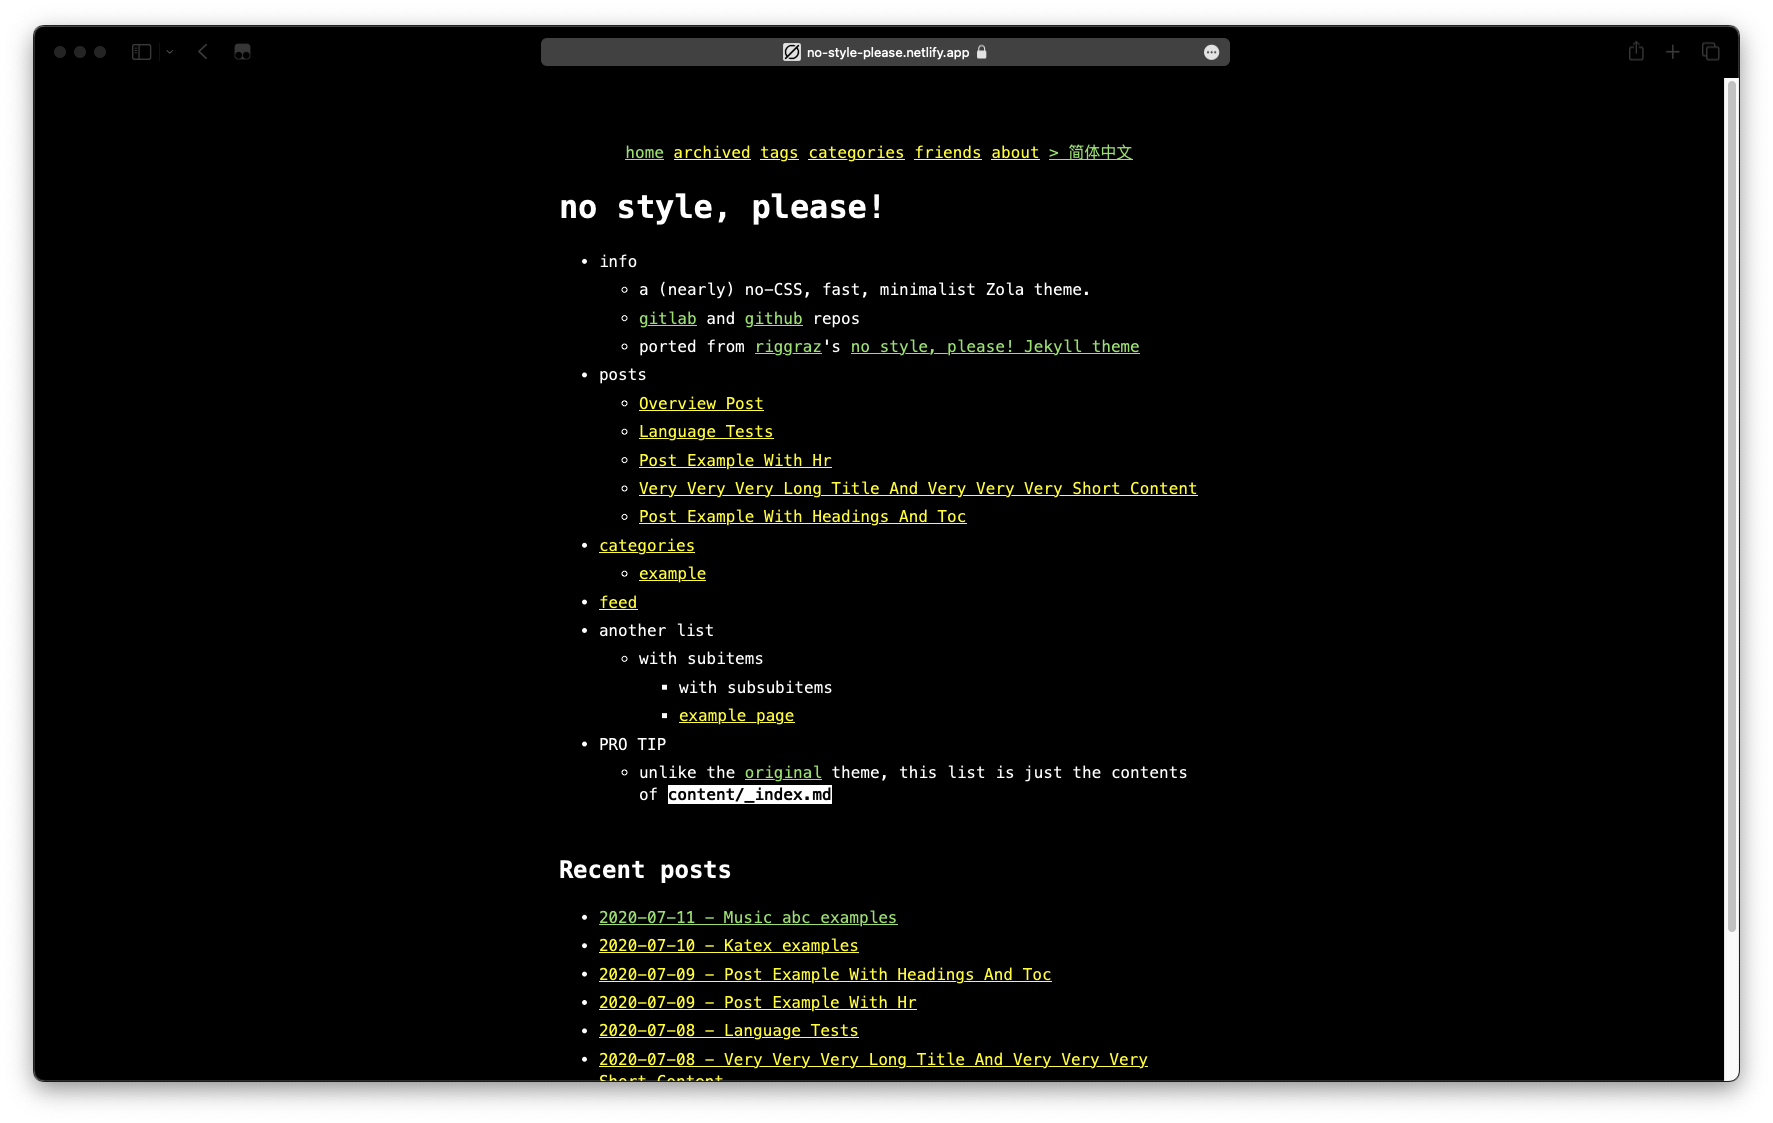 no-style-please.netlify.app
home archived tags categories friends about > 简体中文
no style, please!
info
a (nearly) no-CSS, fast, minimalist Zola theme.
gitlab and github repos
ported from riggraz's no style, please! Jekyll theme
posts
Overview Post
Language Tests
Post Example With Hr
Very Very Very Long Title And Very Very Very Short Content
Post Example With Headings And Toc
categories
example
feed
another list
with subitems
with subsubitems
example page
PRO TIP
unlike the original theme, this list is just the contents
of content/_index.md
Recent posts
2020-07-11 - Music abc examples
2020-07-10 - Katex examples
2020-07-09 - Post Example With Headings And Toc
2020-07-09 - Post Example With Hr
2020-07-08 - Language Tests
2020-07-08 - Very Very Very Long Title And Very Very Very
Short Content